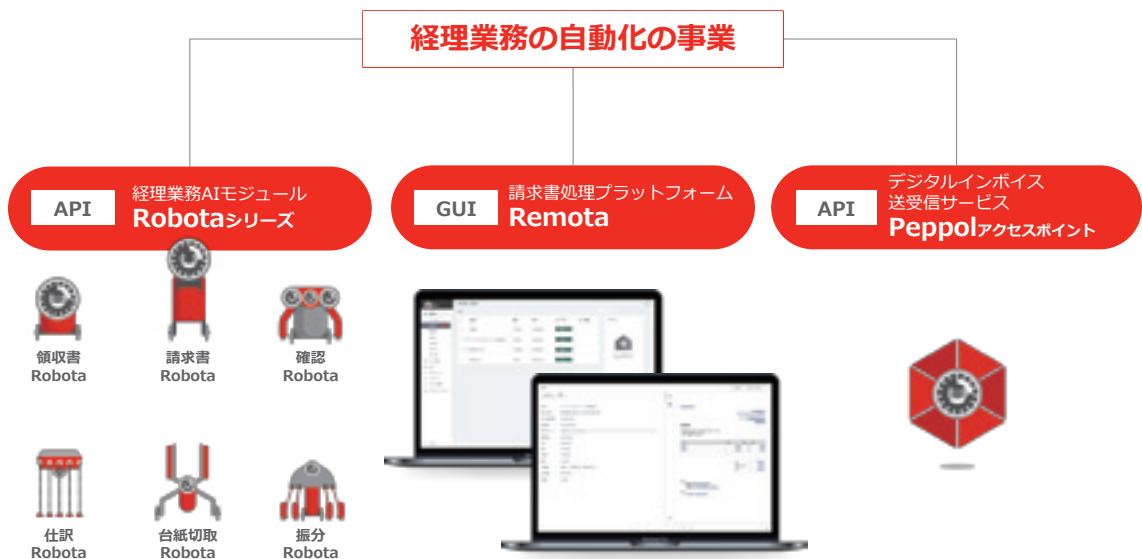 経理業務の自動化の事業
API
経理業務AIモジュール
Robotaシリーズ
GUI
請求書処理プラットフォーム
Remota
API
デジタルインボイス
送受信サービス
Peppolアクセスポイント
領収書
Robota
請求書
Robota
確認
Robota
仕訳
Robota
台紙切取
Robota
振分
Robota